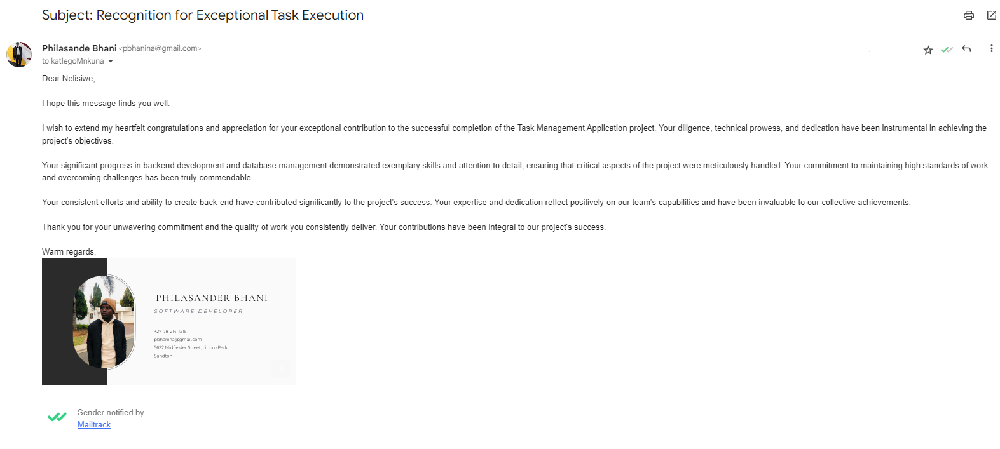 Subject: Recognition for Exceptional Task Execution
Philasande Bhani <pbhanina@gmail.com>
to katlegoMnkuna
Dear Nelisiwe,
I hope this message finds you well.
I wish to extend my heartfelt congratulations and appreciation for your exceptional contribution to the successful completion of the Task Management Application project. Your diligence, technical prowess, and dedication have been instrumental in achieving the
project's objectives.
Your significant progress in backend development and database management demonstrated exemplary skills and attention to detail, ensuring that critical aspects of the project were meticulously handled. Your commitment to maintaining high standards of work
and overcoming challenges has been truly commendable.
Your consistent efforts and ability to create back-end have contributed significantly to the project's success. Your expertise and dedication reflect positively on our team's capabilities and have been invaluable to our collective achievements.
Thank you for your unwavering commitment and the quality of work you consistently deliver. Your contributions have been integral to our project's success.
Warm regards,
PHILASANDER BHANI
SOFTWARE DEVELOPER
+27-78-214-1216
pbhanina@gmail.com
5622 Midfielder Street, Linbro Park,
Sandton
Sender notified by
Mailtrack